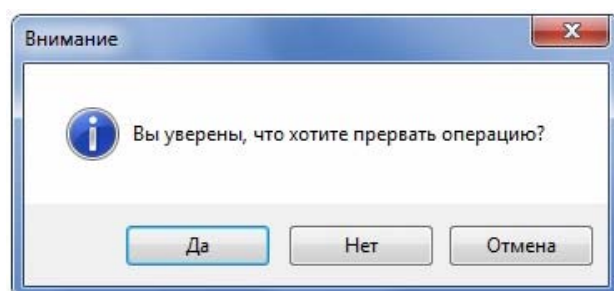 Внимание
Вы уверены, что хотите прервать операцию?
Да Нет Отмена